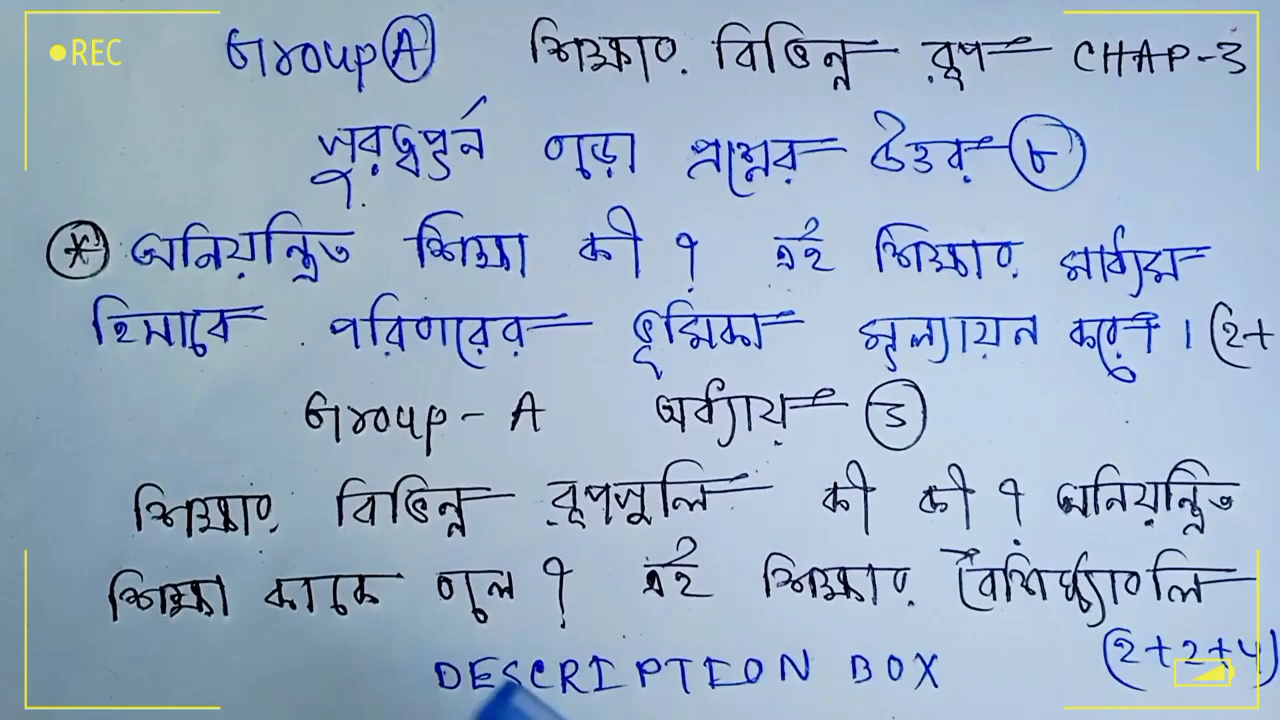 REC
Group A শিক্ষার বিভিন্ন রূপ CHAP-3
গুরুত্বপূর্ন বড়ো প্রশ্নের উত্তর ৮
* অনিয়ন্ত্রিত শিক্ষা কী ? এই শিক্ষার মাধ্যম
হিসাবে পরিবারের ভূমিকা মূল্যায়ন করো। (2+
Group - A অধ্যায় 3
শিক্ষার বিভিন্ন রূপগুলি কী কী ? অনিয়ন্ত্রিত
শিক্ষা কাকে বলে ? এই শিক্ষার বৈশিষ্ট্যাবলি
(2+2+4)
DESCRIPTION BOX